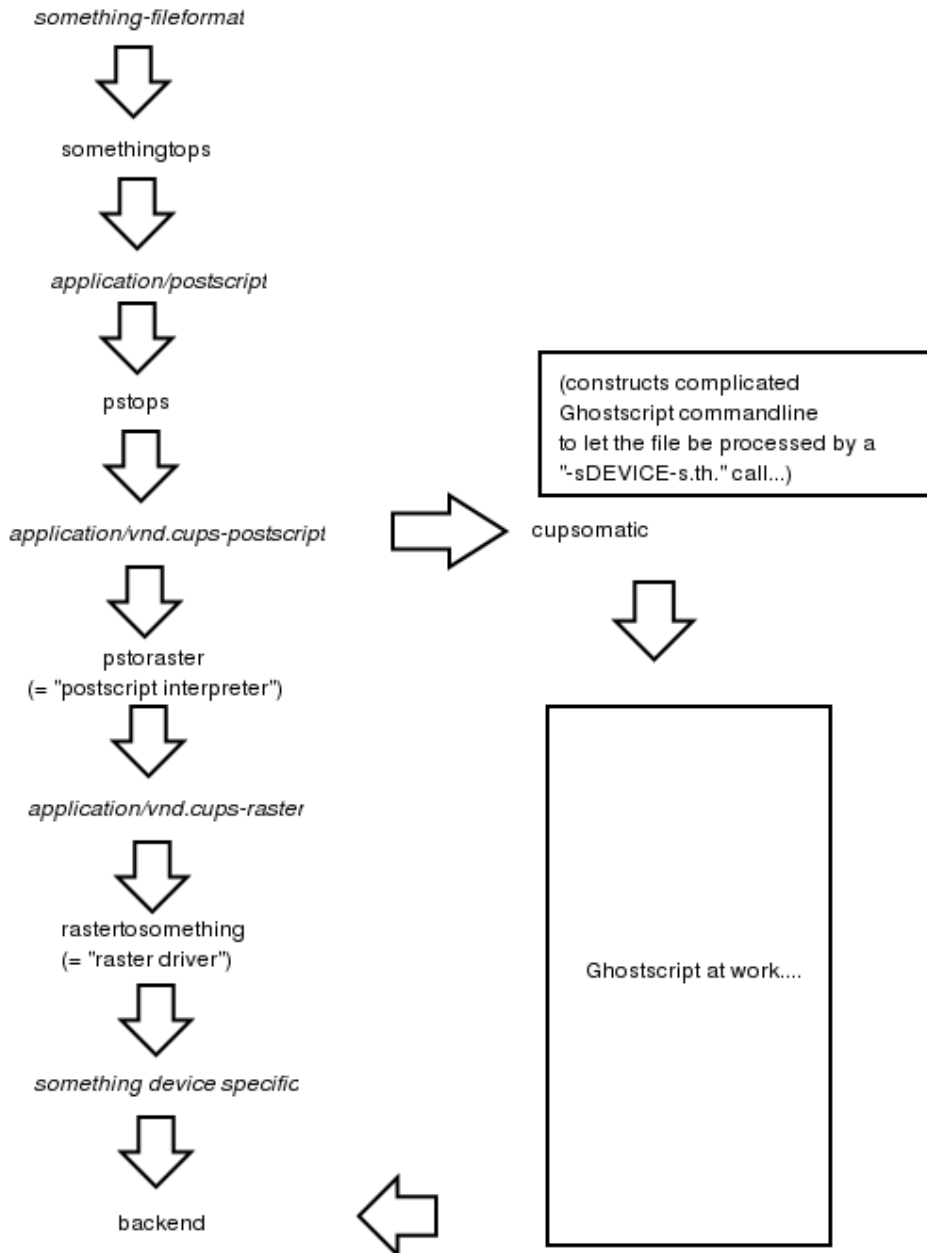 something-fileformat
somethingtops
application/postscript
pstops
(constructs complicated
Ghostscript commandline
to let the file be processed by a
"-sDEVICE-s.th." call...)
application/vnd.cups-postscript
cupsomatic
pstoraster
(= "postscript interpreter")
application/vnd.cups-raster
rastertosomething
(= "raster driver")
Ghostscript at work....
something device specific
backend